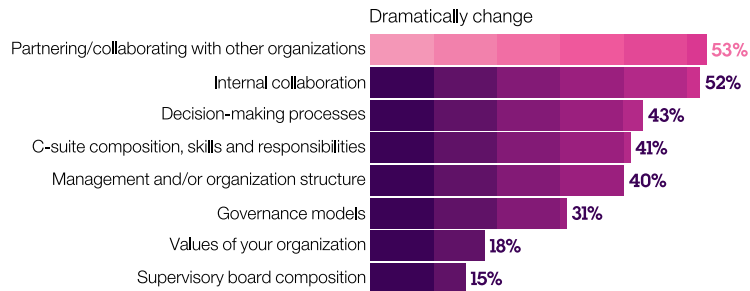 Dramatically change
Partnering/collaborating with other organizations 53%
Internal collaboration 52%
Decision-making processes 43%
C-suite composition, skills and responsibilities 41%
Management and/or organization structure 40%
Governance models 31%
Values of your organization 18%
Supervisory board composition 15%